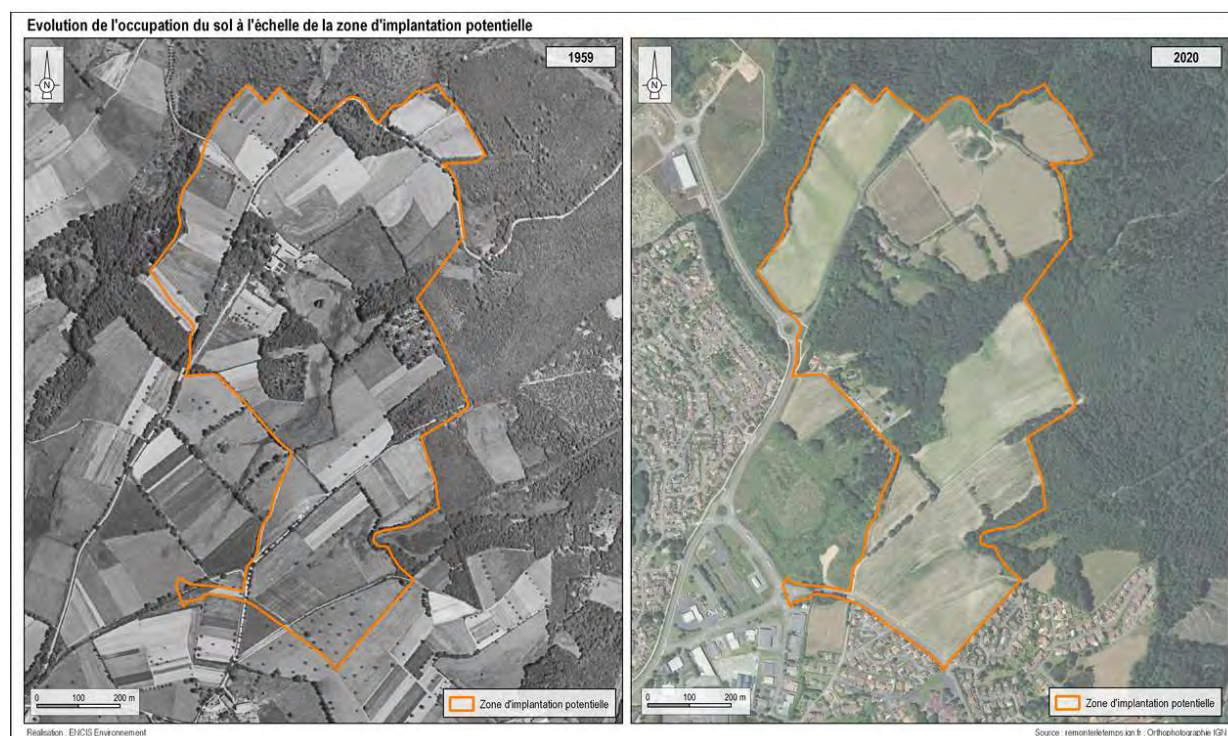 Evolution de l'occupation du sol à l'échelle de la zone d'implantation potentielle
N
1959
0 100 200 m
Zone d'implantation potentielle
N
2020
0 100 200 m
Zone d'implantation potentielle
Réalisation : ENCIS Environnement
Source : remonterletemps.ign.fr ; Orthophotographie IGN